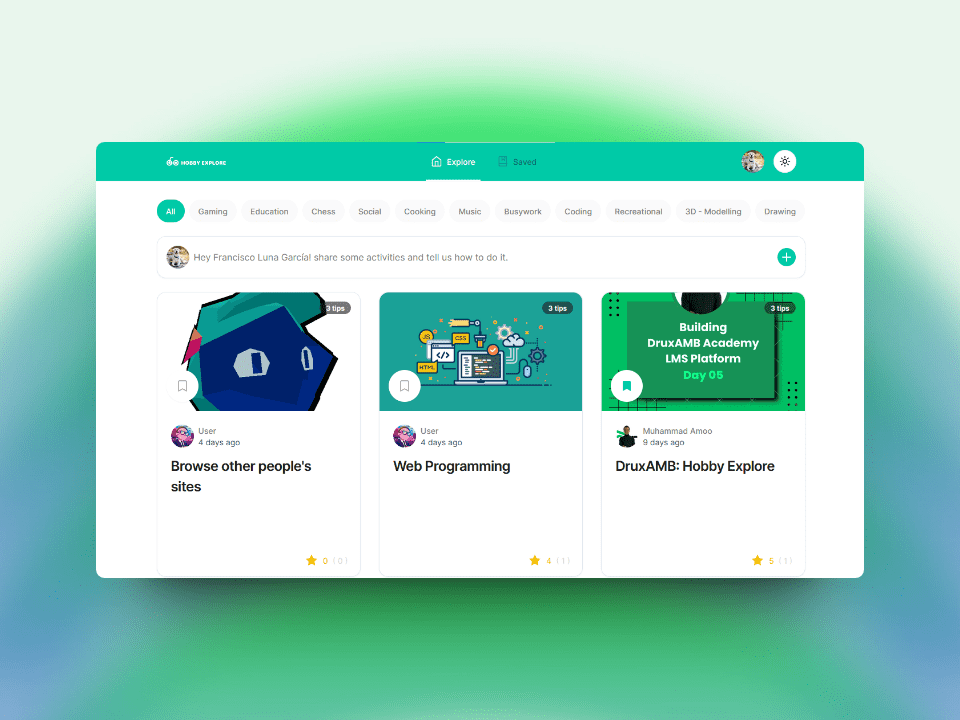 HOBBY EXPLORE
Explore
Saved
All
Gaming
Education
Chess
Social
Cooking
Music
Busywork
Coding
Recreational
3D - Modelling
Drawing
Hey Francisco Luna García! share some activities and tell us how to do it.
3 tips
3 tips
JS
CSS
</>
HTML
3 tips
Building
DruxAMB Academy
LMS Platform
Day 05
User
4 days ago
Browse other people's
sites
0 ( 0 )
User
4 days ago
Web Programming
4 ( 1 )
Muhammad Amoo
9 days ago
DruxAMB: Hobby Explore
5 ( 1 )